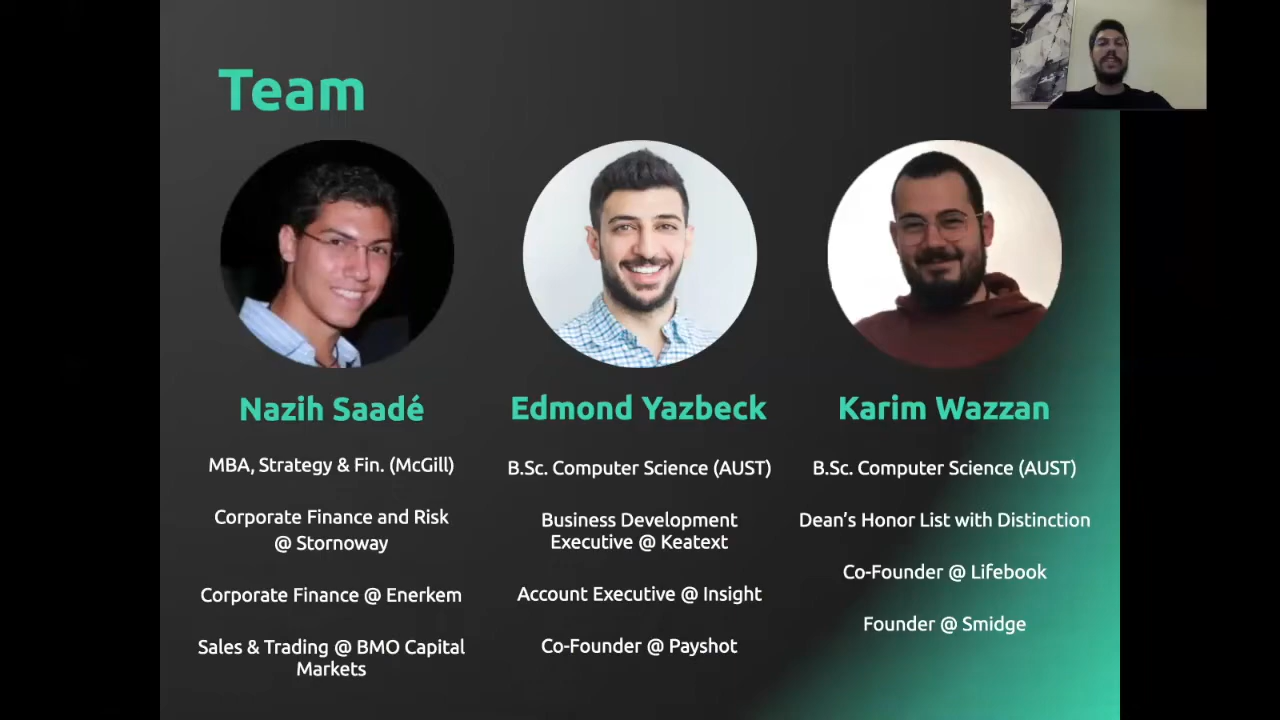 Team
Nazih Saadé
MBA, Strategy & Fin. (McGill)
Corporate Finance and Risk
@ Stornoway
Corporate Finance @ Enerkem
Sales & Trading @ BMO Capital
Markets
Edmond Yazbeck
B.Sc. Computer Science (AUST)
Business Development
Executive @ Keatext
Account Executive @ Insight
Co-Founder @ Payshot
Karim Wazzan
B.Sc. Computer Science (AUST)
Dean's Honor List with Distinction
Co-Founder @ Lifebook
Founder @ Smidge